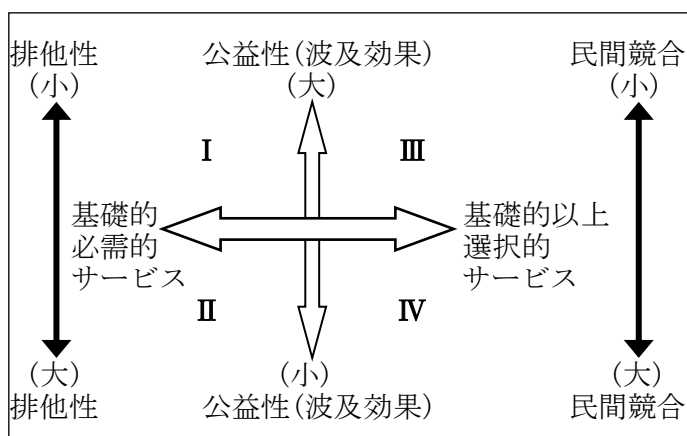 排他性 公益性(波及効果) 民間競合
(小) (大) (小)
Ⅰ Ⅲ
基礎的
必需的
サービス
基礎的以上
選択的
サービス
Ⅱ Ⅳ
(大) (小) (大)
排他性 公益性(波及効果) 民間競合